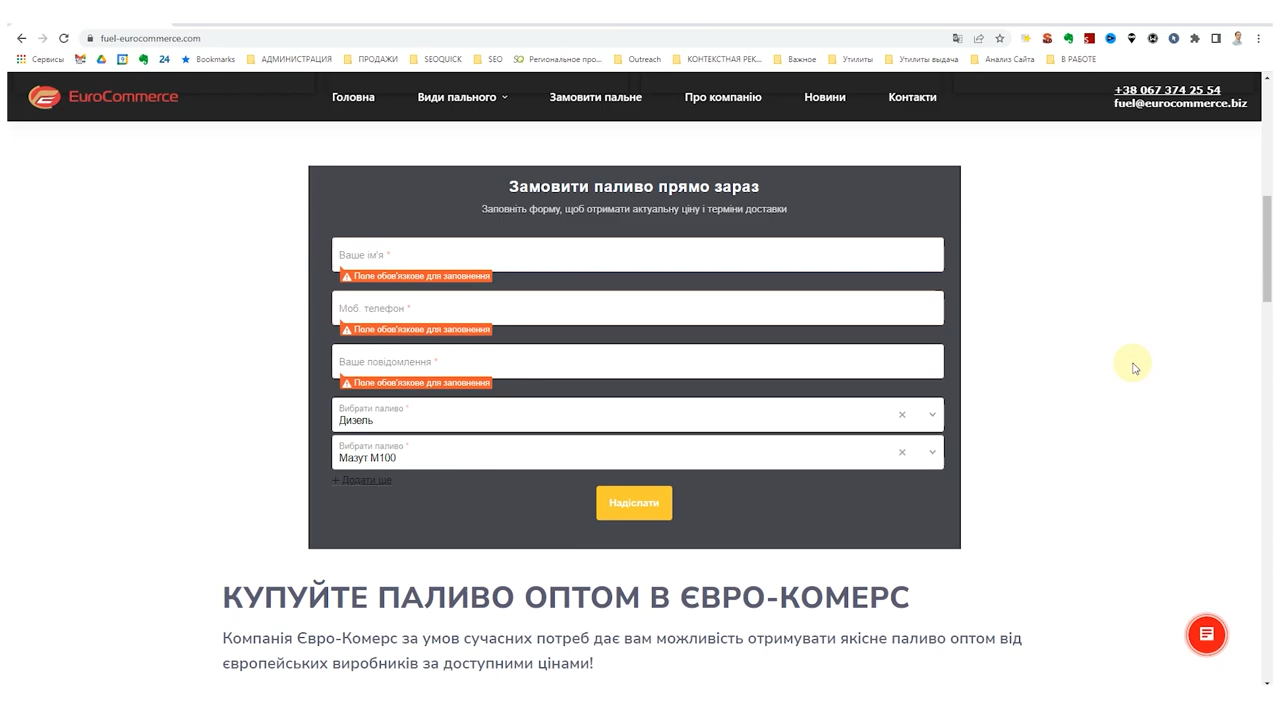 fuel-eurocommerce.com
Сервисы
24
Bookmarks
АДМИНИСТРАЦИЯ
ПРОДАЖИ
SEOQUICK
SEO
Региональное про...
Outreach
КОНТЕКСТНАЯ РЕК...
Важное
Утилиты
Утилиты выдача
Анализ Сайта
В РАБОТЕ
EuroCommerce
Головна
Види пального
Замовити пальне
Про компанію
Новини
Контакти
+38 067 374 25 54
fuel@eurocommerce.biz
Замовити паливо прямо зараз
Заповніть форму, щоб отримати актуальну ціну і терміни доставки
Ваше ім'я *
Поле обов'язкове для заповнення
Моб. телефон *
Поле обов'язкове для заповнення
Ваше повідомлення *
Поле обов'язкове для заповнення
Вибрати паливо *
Дизель
Вибрати паливо *
Мазут М100
+ Додати ще
Надіслати
КУПУЙТЕ ПАЛИВО ОПТОМ В ЄВРО-КОМЕРС
Компанія Євро-Комерс за умов сучасних потреб дає вам можливість отримувати якісне паливо оптом від
європейських виробників за доступними цінами!